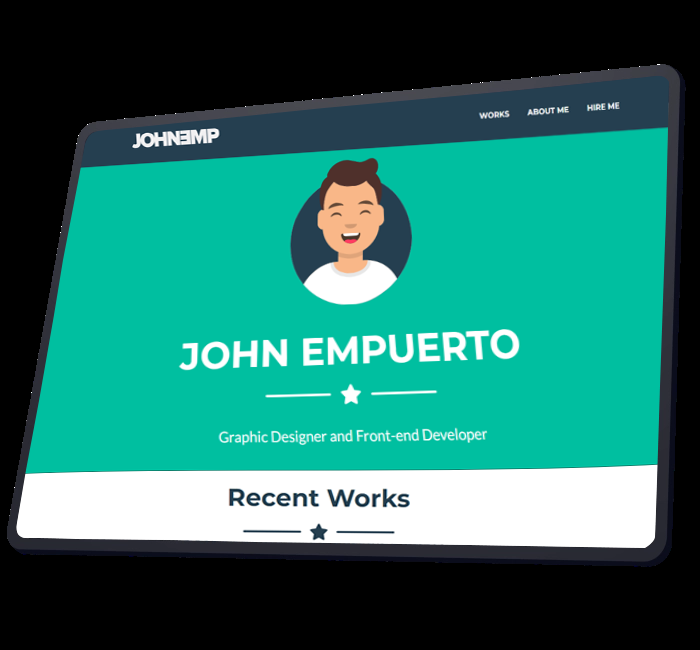 JOHNEMP
WORKS ABOUT ME HIRE ME
JOHN EMPUERTO
Graphic Designer and Front-end Developer
Recent Works